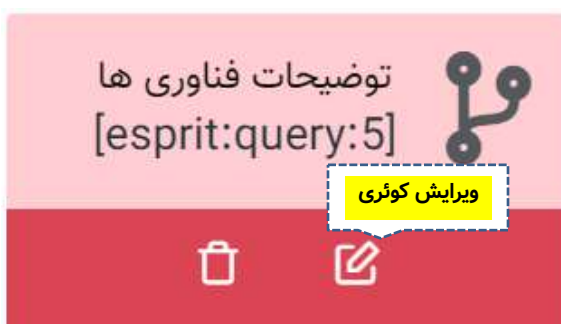 توضیحات فناوری ها
[esprit:query:5]
ویرایش کوئری